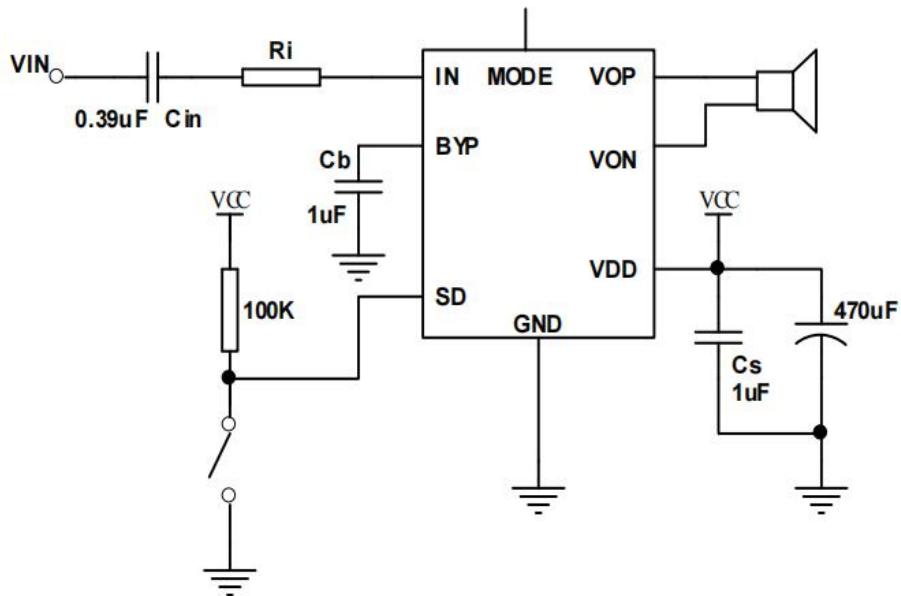 VIN
0.39uF Cin
Ri
IN MODE VOP
BYP
VON
Cb
1uF
VCC
100K
SD
GND
VDD
VCC
Cs
1uF
470uF